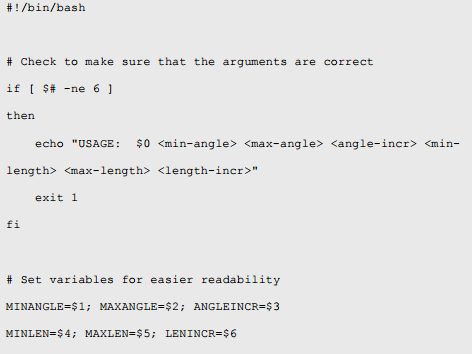 #!/bin/bash
# Check to make sure that the arguments are correct
if [ $# -ne 6 ]
then
echo "USAGE:  $0 <min-angle> <max-angle> <angle-incr> <min-
length> <max-length> <length-incr>"
exit 1
fi
# Set variables for easier readability
MINANGLE=$1; MAXANGLE=$2; ANGLEINCR=$3
MINLEN=$4; MAXLEN=$5; LENINCR=$6